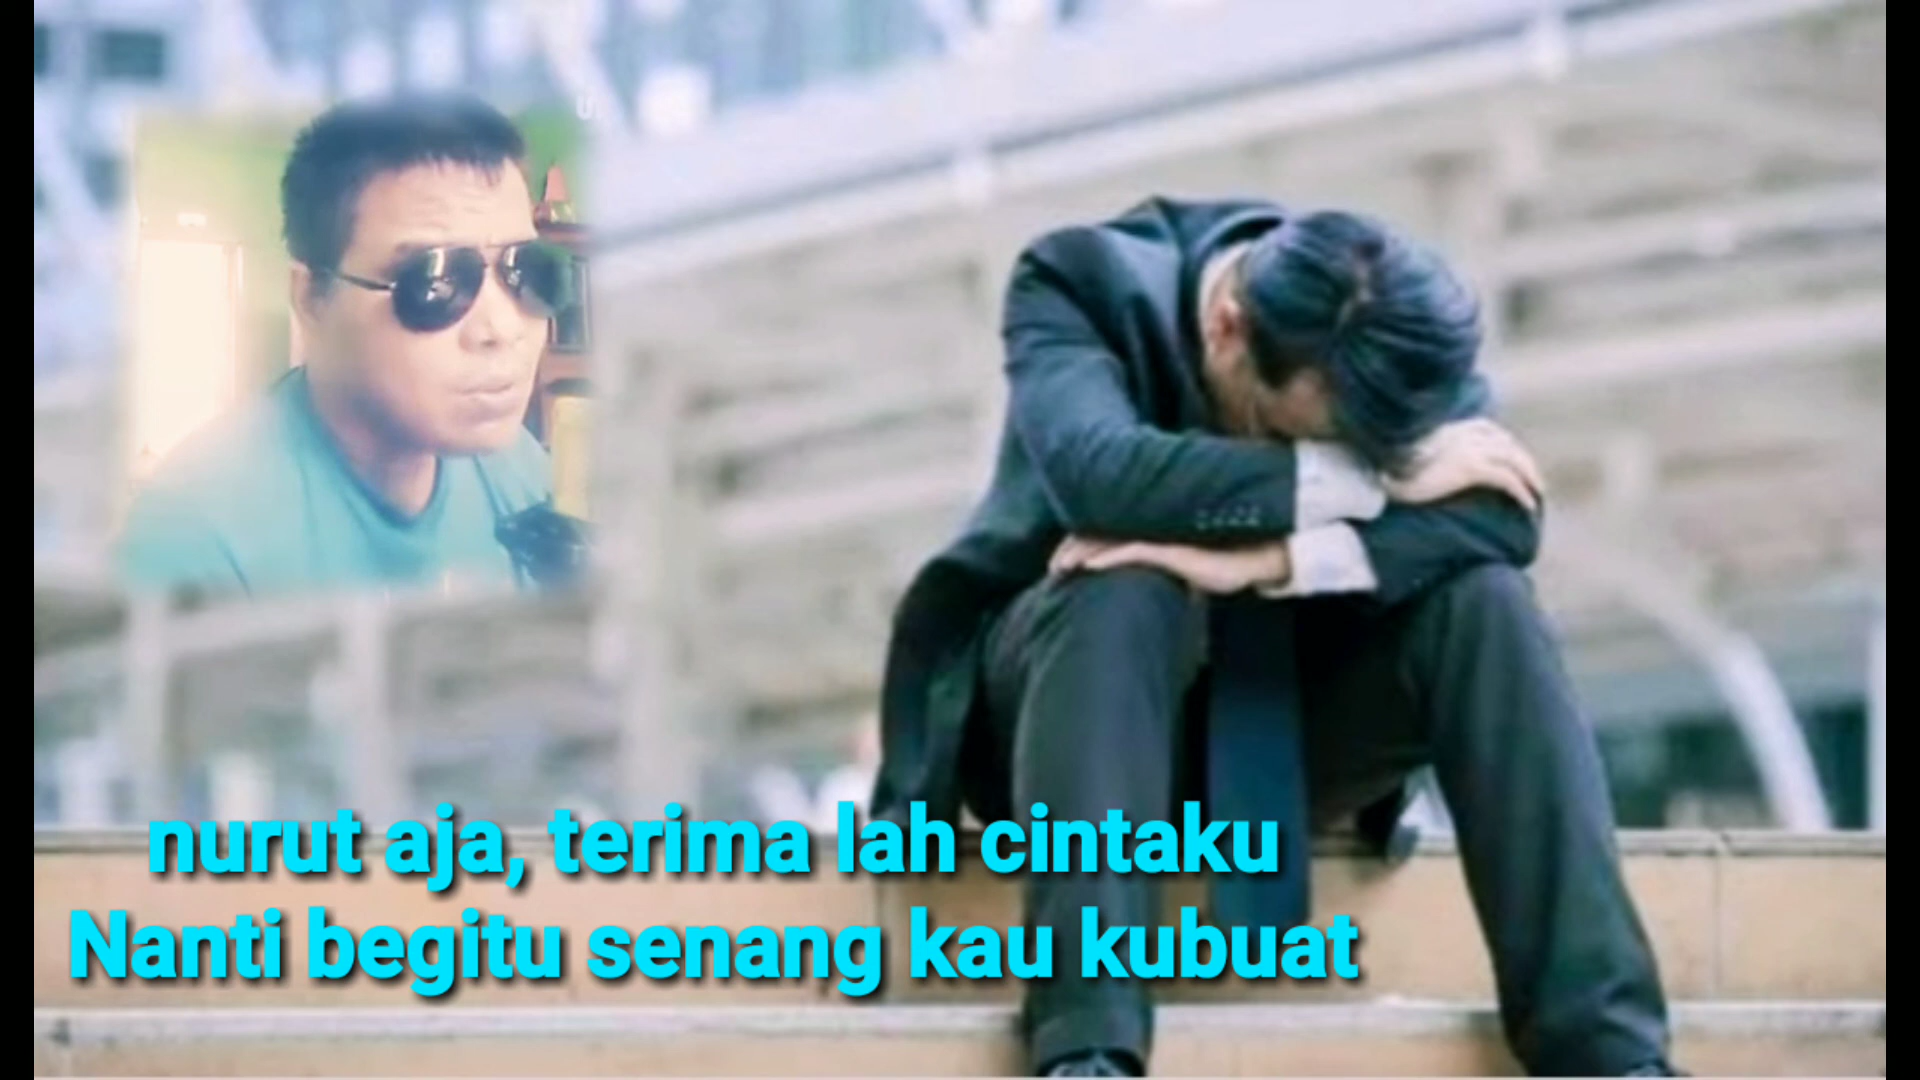 nurut aja, terima lah cintaku
Nanti begitu senang kau kubuat